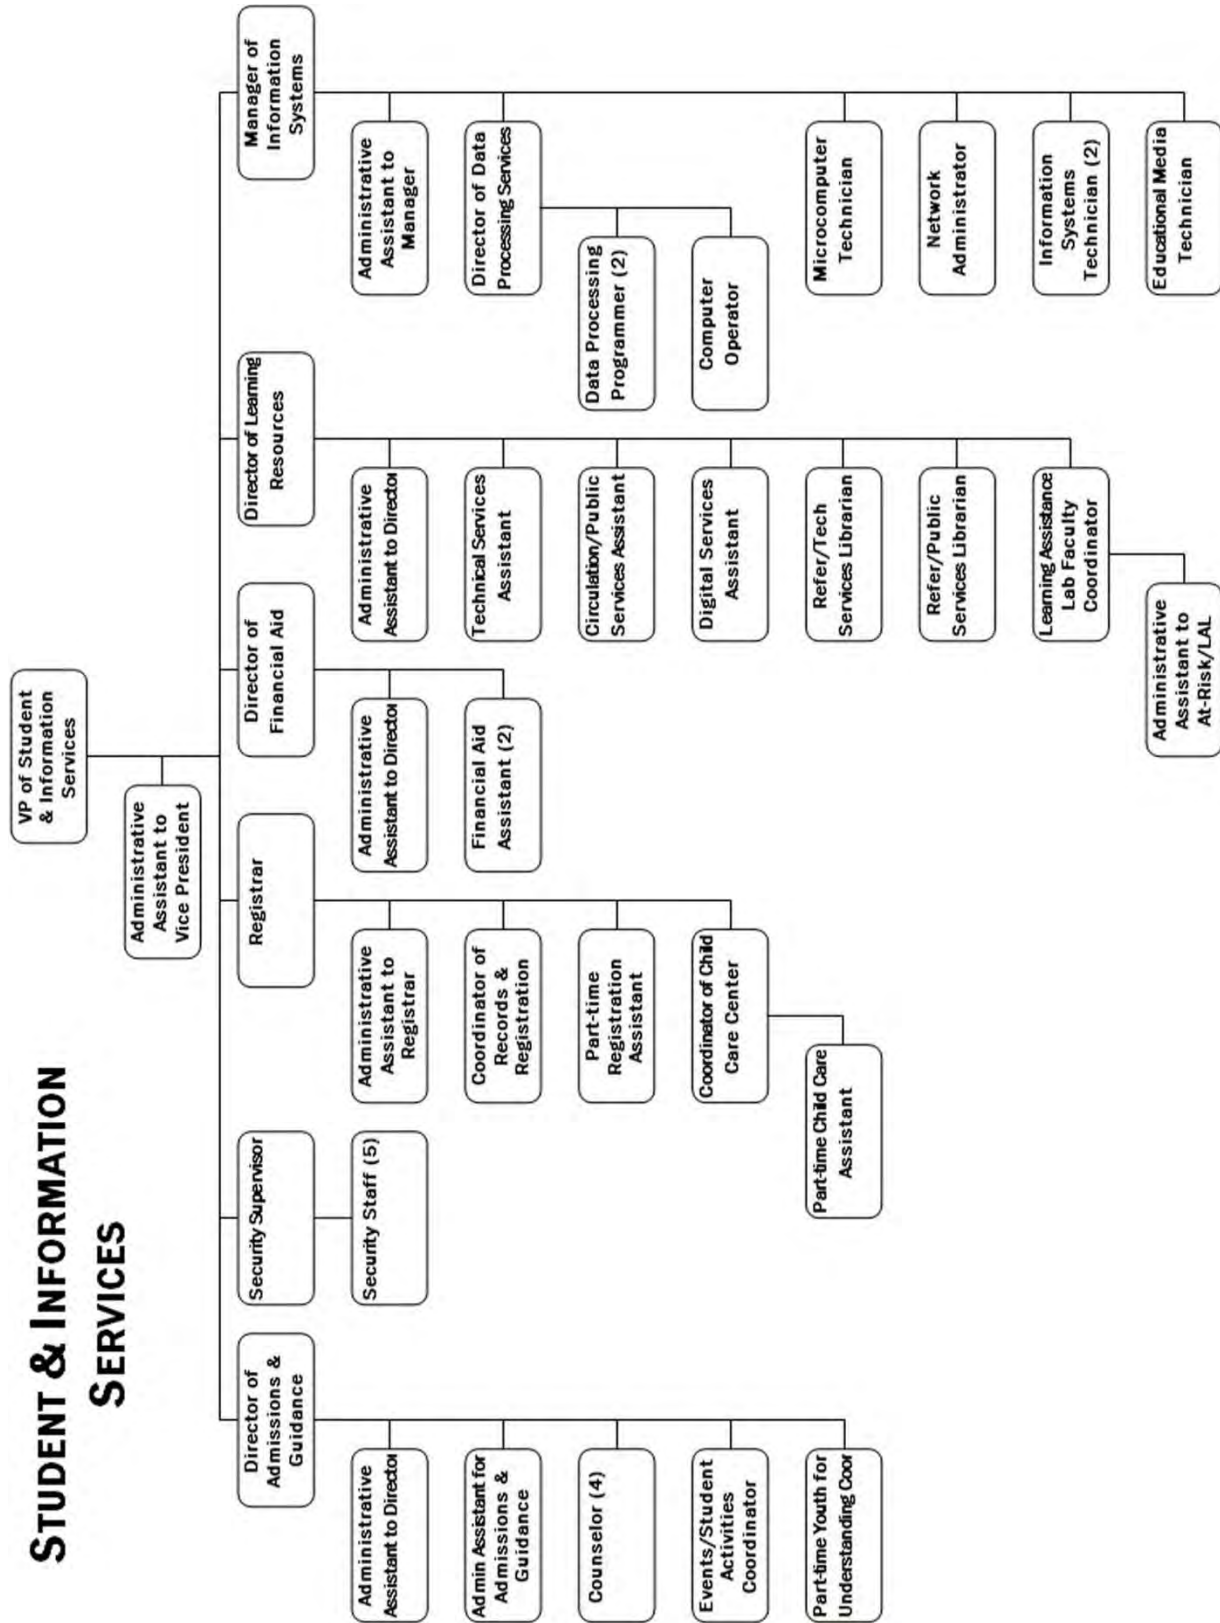 STUDENT & INFORMATION
SERVICES
VP of Student
& Information
Services
Administrative
Assistant to
Vice President
Director of
Admissions &
Guidance
Administrative
Assistant to Director
Admin Assistant for
Admissions &
Guidance
Counselor (4)
Events/Student
Activities
Coordinator
Part-time Youth for
Understanding Coor
Security Supervisor
Security Staff (5)
Registrar
Administrative
Assistant to
Registrar
Coordinator of
Records &
Registration
Part-time
Registration
Assistant
Coordinator of Child
Care Center
Part-time Child Care
Assistant
Director of
Financial Aid
Administrative
Assistant to Director
Financial Aid
Assistant (2)
Director of Learning
Resources
Administrative
Assistant to Director
Technical Services
Assistant
Circulation/Public
Services Assistant
Digital Services
Assistant
Refer/Tech
Services Librarian
Refer/Public
Services Librarian
Learning Assistance
Lab Faculty
Coordinator
Administrative
Assistant to
At-Risk/LAL
Manager of
Information
Systems
Administrative
Assistant to
Manager
Director of Data
Processing Services
Data Processing
Programmer (2)
Computer
Operator
Microcomputer
Technician
Network
Administrator
Information
Systems
Technician (2)
Educational Media
Technician